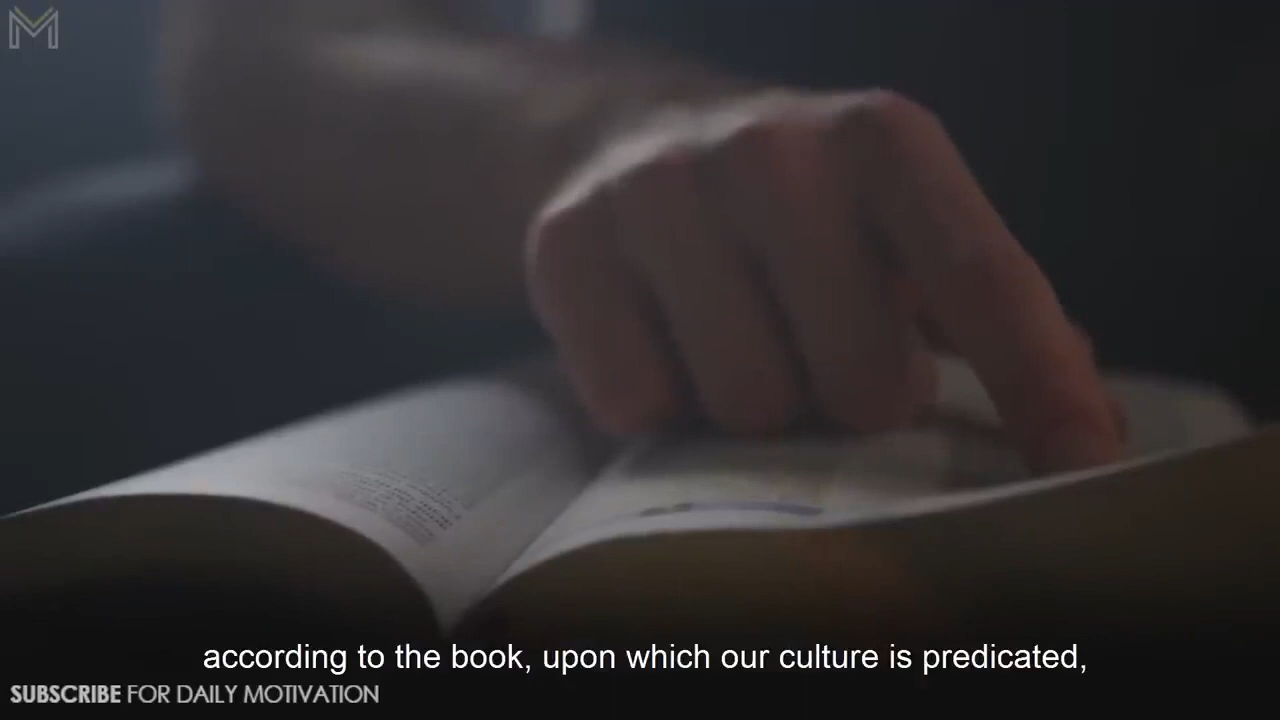 according to the book, upon which our culture is predicated,
SUBSCRIBE FOR DAILY MOTIVATION